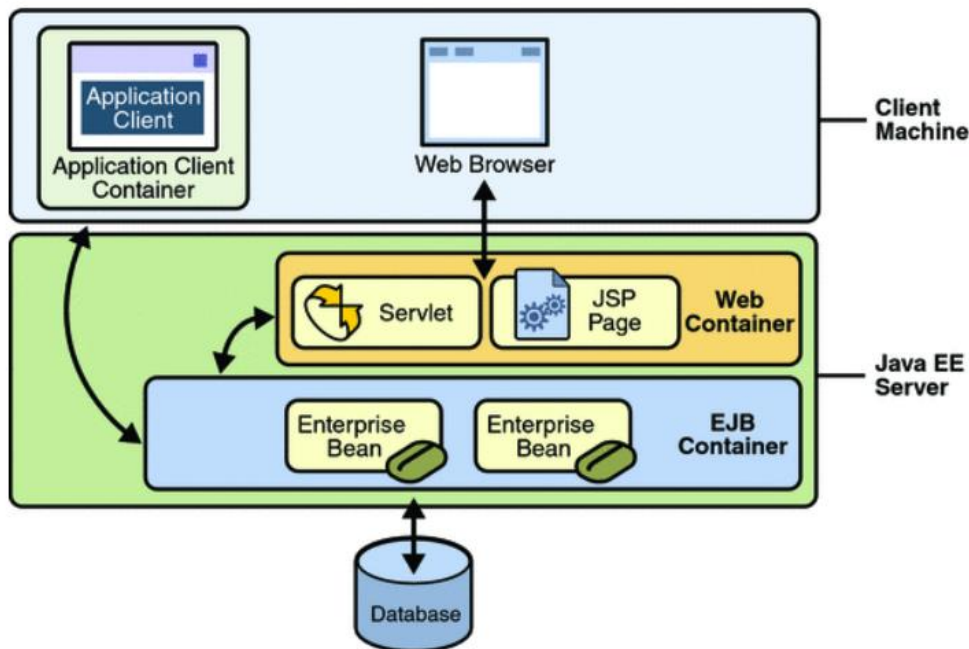 Application
Client
Application Client
Container
Web Browser
Client
Machine
Servlet
JSP
Page
Web
Container
Java EE
Server
Enterprise
Bean
Enterprise
Bean
EJB
Container
Database